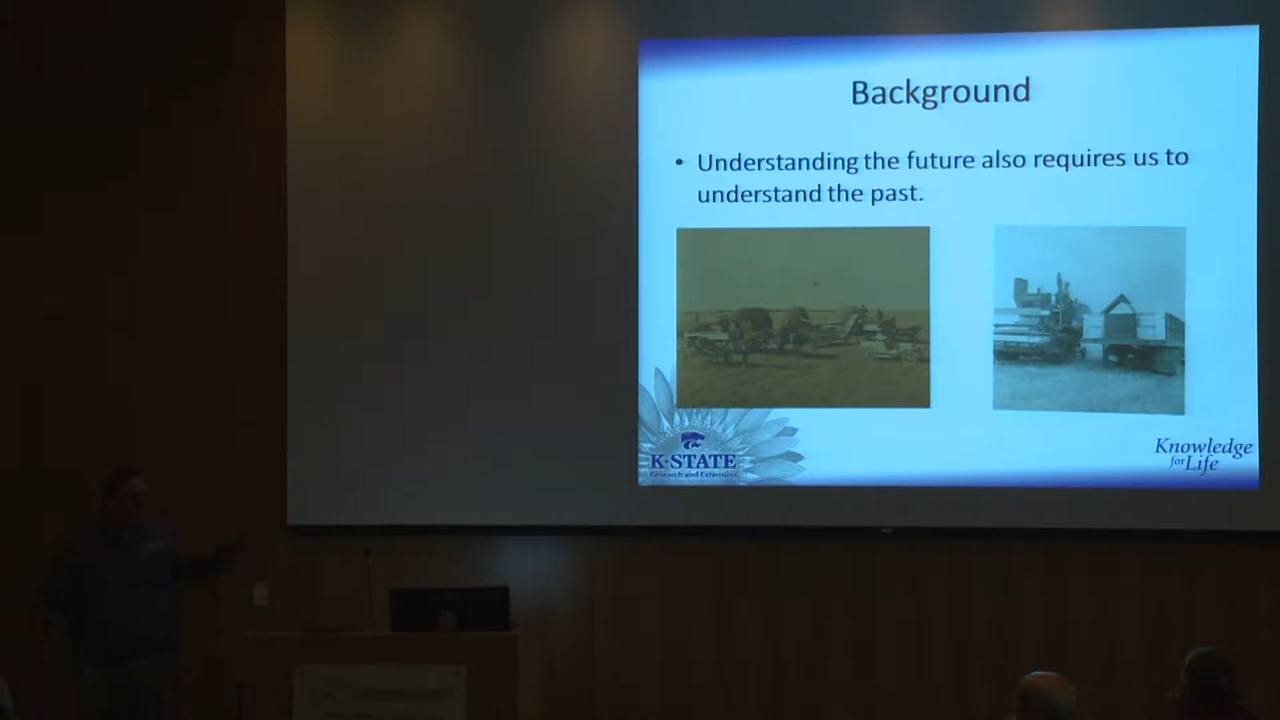 Background
• Understanding the future also requires us to
understand the past.
K-STATE
Research and Extension
Knowledge
for Life